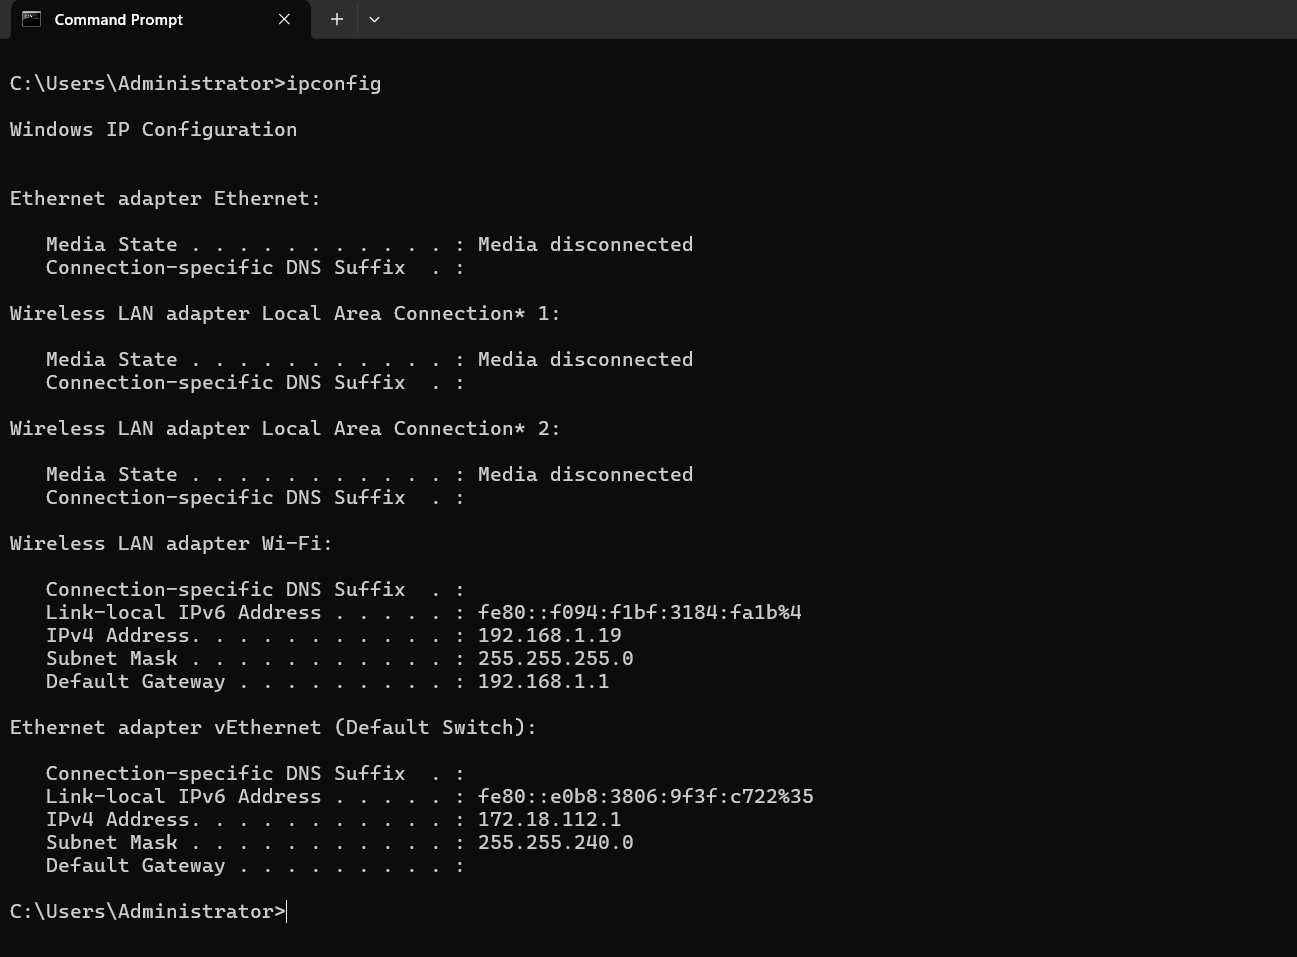 Command Prompt
C:\Users\Administrator>ipconfig
Windows IP Configuration
Ethernet adapter Ethernet:
Media State . . . . . . . . . . . : Media disconnected
Connection-specific DNS Suffix  . :
Wireless LAN adapter Local Area Connection* 1:
Media State . . . . . . . . . . . : Media disconnected
Connection-specific DNS Suffix  . :
Wireless LAN adapter Local Area Connection* 2:
Media State . . . . . . . . . . . : Media disconnected
Connection-specific DNS Suffix  . :
Wireless LAN adapter Wi-Fi:
Connection-specific DNS Suffix  . :
Link-local IPv6 Address . . . . . : fe80::f094:f1bf:3184:fa1b%4
IPv4 Address. . . . . . . . . . . : 192.168.1.19
Subnet Mask . . . . . . . . . . . : 255.255.255.0
Default Gateway . . . . . . . . . : 192.168.1.1
Ethernet adapter vEthernet (Default Switch):
Connection-specific DNS Suffix  . :
Link-local IPv6 Address . . . . . : fe80::e0b8:3806:9f3f:c722%35
IPv4 Address. . . . . . . . . . . : 172.18.112.1
Subnet Mask . . . . . . . . . . . : 255.255.240.0
Default Gateway . . . . . . . . . :
C:\Users\Administrator>